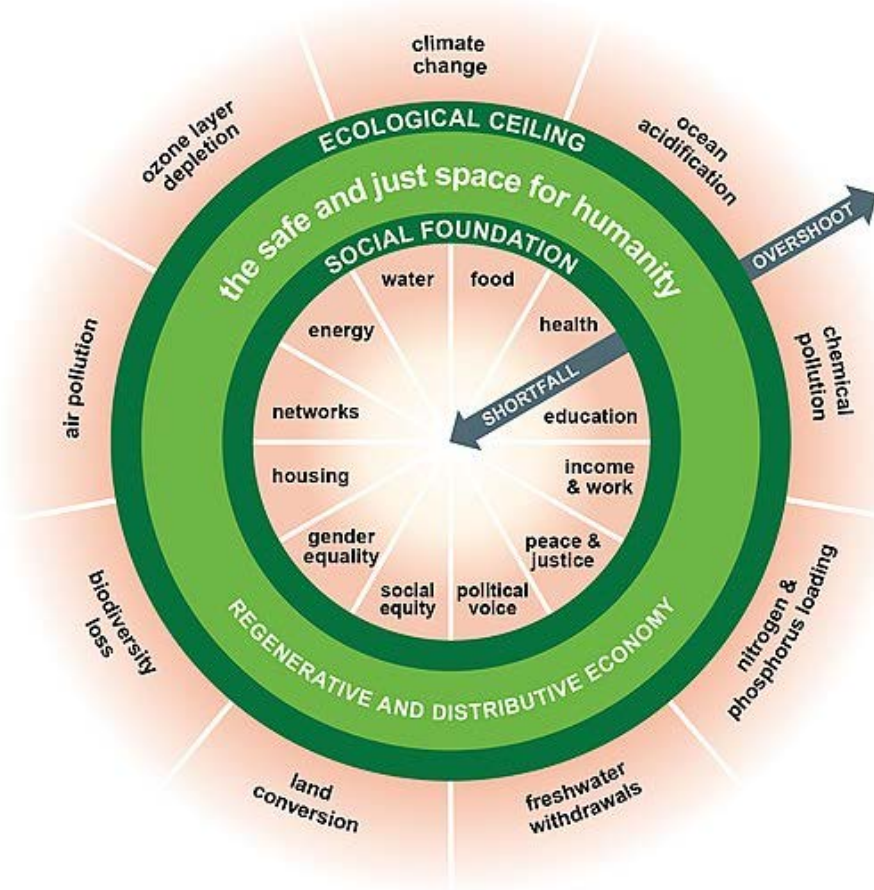 climate
change
ocean
acidification
chemical
pollution
nitrogen &
phosphorus loading
freshwater
withdrawals
land
conversion
biodiversity
loss
air pollution
ozone layer
depletion
ECOLOGICAL CEILING
the safe and just space for humanity
SOCIAL FOUNDATION
OVERSHOOT
SHORTFALL
water
food
health
education
income
& work
peace &
justice
political
voice
social
equity
gender
equality
housing
networks
energy
REGENERATIVE AND DISTRIBUTIVE ECONOMY